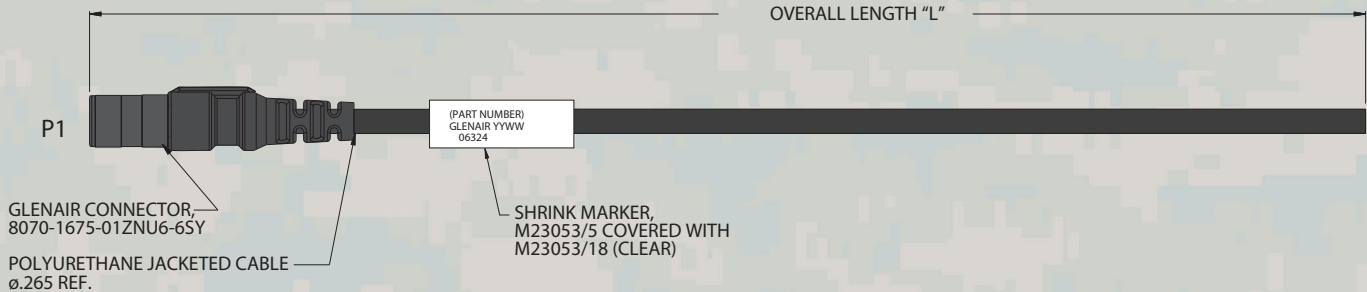 OVERALL LENGTH “L”
P1
(PART NUMBER)
GLENAIR YYWW
06324
GLENAIR CONNECTOR,
8070-1675-01ZNU6-6SY
POLYURETHANE JACKETED CABLE
ø.265 REF.
SHRINK MARKER,
M23053/5 COVERED WITH
M23053/18 (CLEAR)